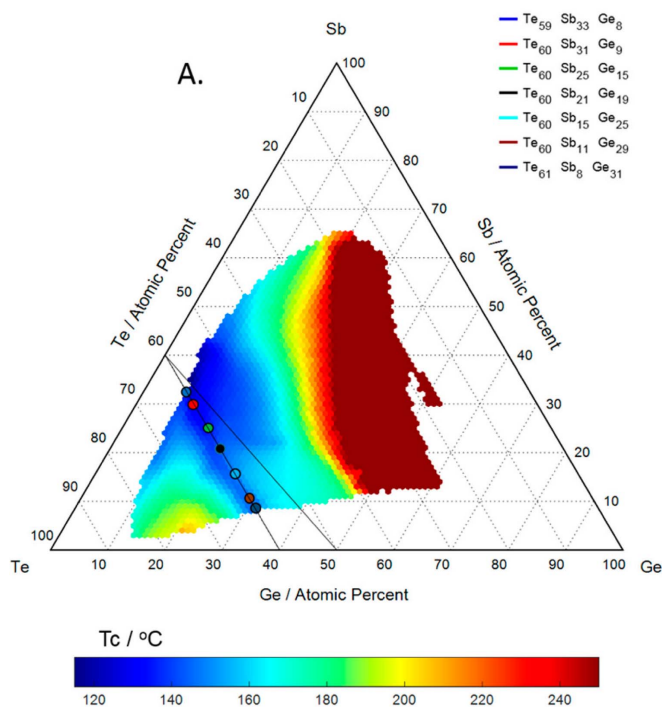 A.
Te59 Sb33 Ge8
Te60 Sb31 Ge9
Te60 Sb25 Ge15
Te60 Sb21 Ge19
Te60 Sb15 Ge25
Te60 Sb11 Ge29
Te61 Sb8 Ge31
Sb
100
10 90
20 80
30 70
40 60
50 50
60 40
70 30
80 20
90 10
100
Te / Atomic Percent
Sb / Atomic Percent
Te 10 20 30 40 50 60 70 80 90 100 Ge
Ge / Atomic Percent
Tc / °C
120 140 160 180 200 220 240